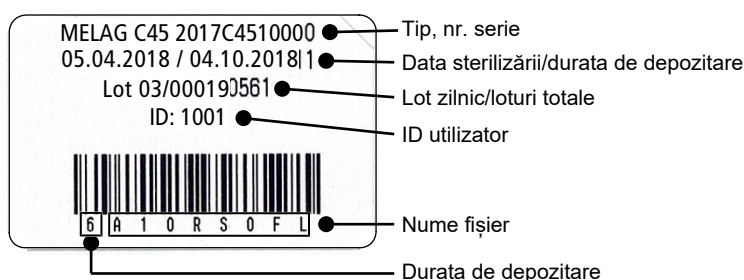 MELAG C45 2017C4510000
05.04.2018 / 04.10.2018 1
Lot 03/000190561
ID: 1001
6 A 1 0 R S 0 F L
Tip, nr. serie
Data sterilizării/durata de depozitare
Lot zilnic/loturi totale
ID utilizator
Nume fișier
Durata de depozitare